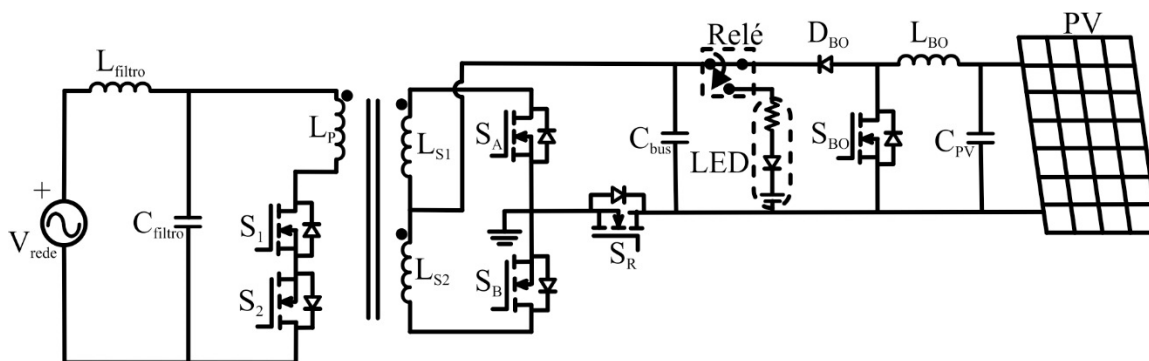 Relé
D_BO
L_BO
PV
L_filtro
L_P
L_S1
S_A
C_bus
LED
S_BO
C_PV
+
V_rede
C_filtro
S_1
S_2
L_S2
S_B
S_R